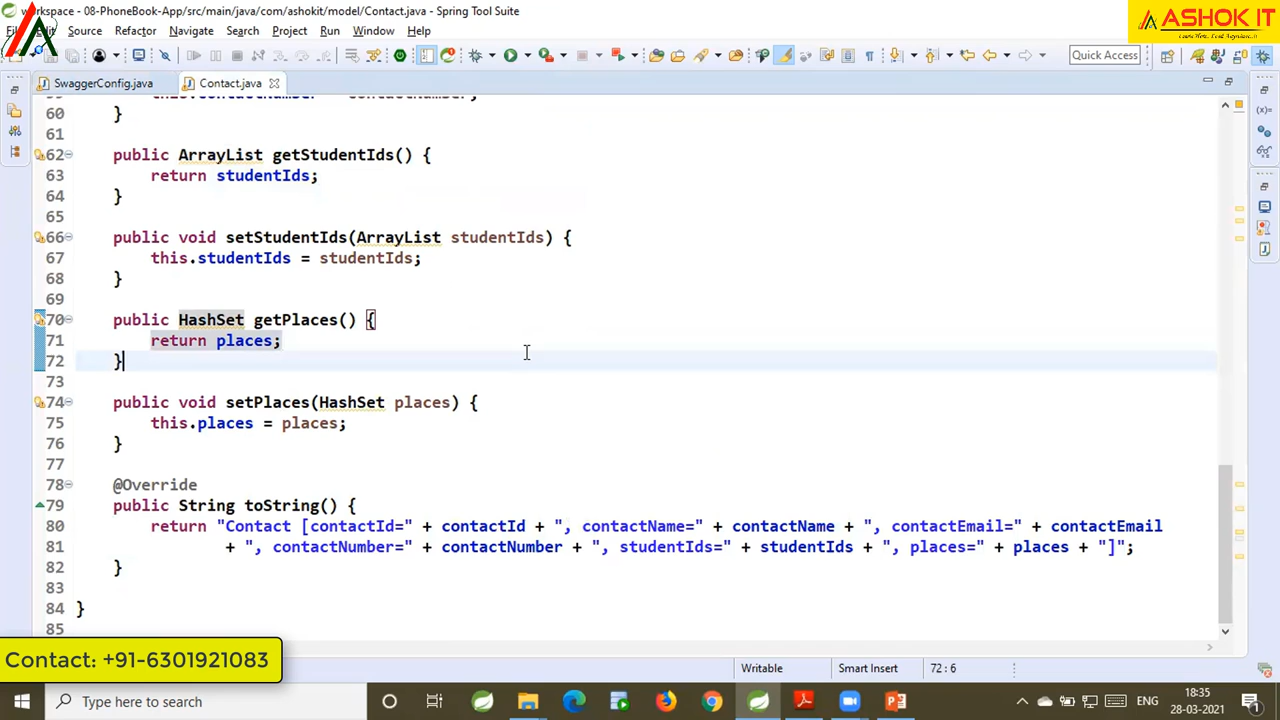 workspace - 08-PhoneBook-App/src/main/java/com/ashokit/model/Contact.java - Spring Tool Suite
Source Refactor Navigate Search Project Run Window Help
ASHOK IT
Quick Access
SwaggerConfig.java Contact.java
60 }
61
62 public ArrayList getStudentIds() {
63 return studentIds;
64 }
65
66 public void setStudentIds(ArrayList studentIds) {
67 this.studentIds = studentIds;
68 }
69
70 public HashSet getPlaces() {
71 return places;
72 }
73
74 public void setPlaces(HashSet places) {
75 this.places = places;
76 }
77
78 @Override
79 public String toString() {
80 return "Contact [contactId=" + contactId + ", contactName=" + contactName + ", contactEmail=" + contactEmail
81 + ", contactNumber=" + contactNumber + ", studentIds=" + studentIds + ", places=" + places + "]";
82 }
83
84 }
85
Contact: +91-6301921083
Writable Smart Insert 72 : 6
Type here to search
ENG
18:35
28-03-2021